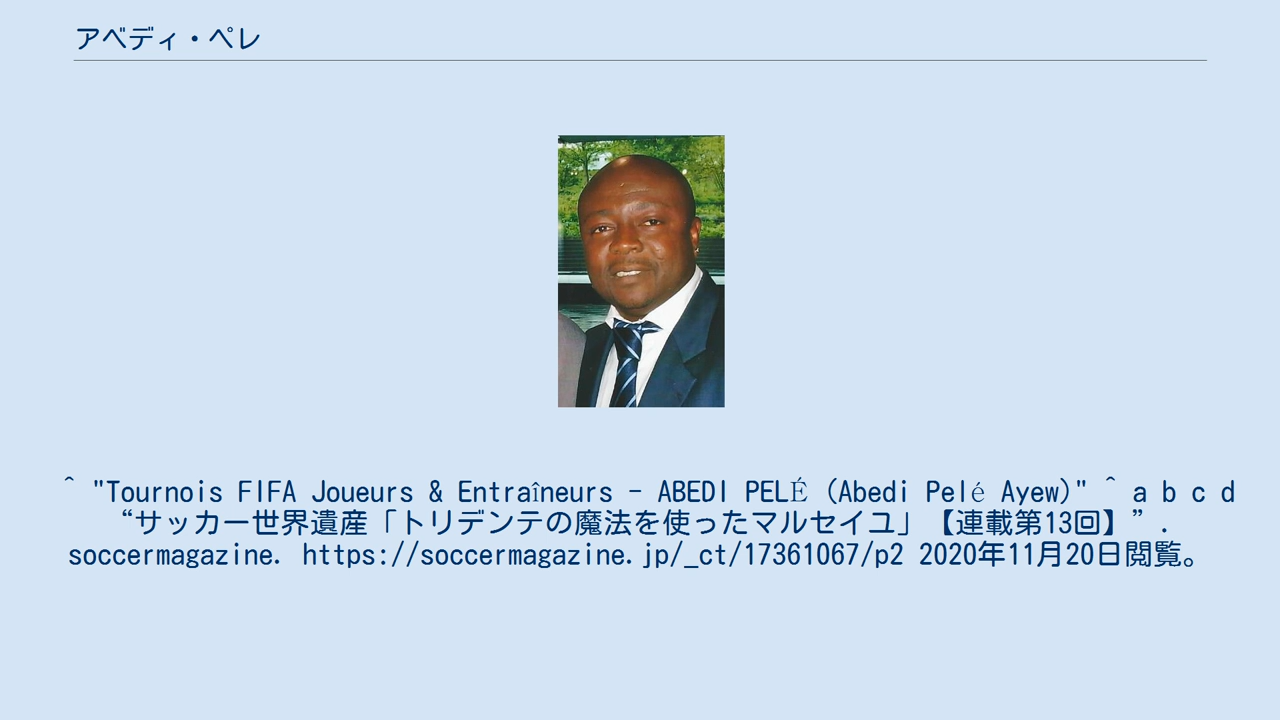 アベディ・ペレ
^ "Tournois FIFA Joueurs & Entraîneurs - ABEDI PELÉ (Abedi Pelé Ayew)" ^ a b c d
“サッカー世界遺産「トリデンテの魔法を使ったマルセイユ」【連載第13回】”.
soccermagazine. https://soccermagazine.jp/_ct/17361067/p2 2020年11月20日閲覧。